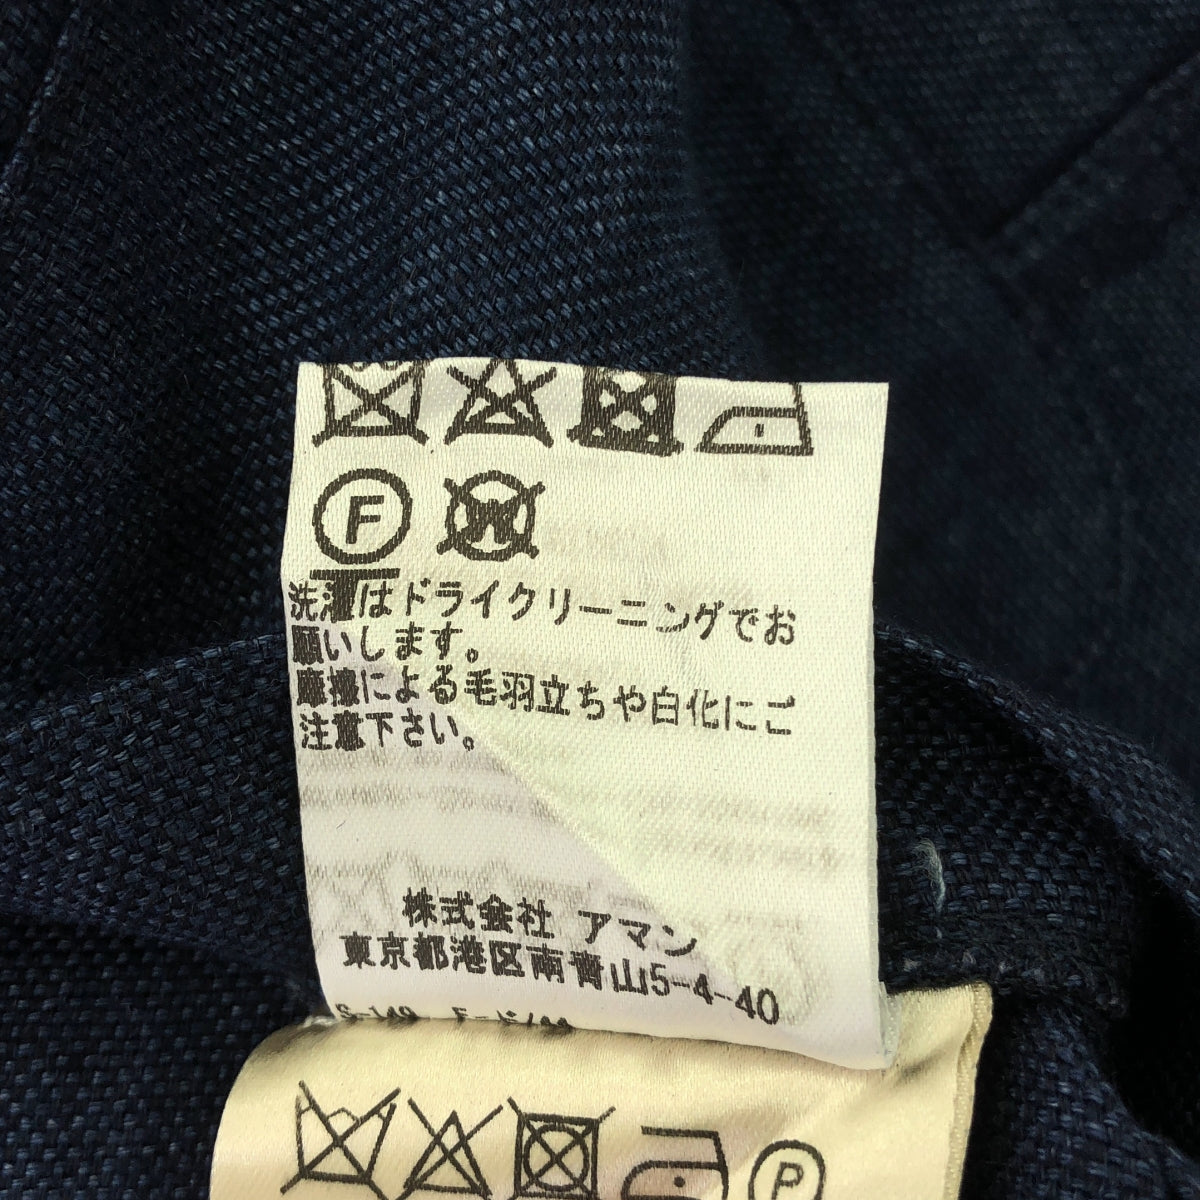 F
W
洗濯はドライクリーニングでお
願いします。
摩擦による毛羽立ちや白化にご
注意下さい。
株式会社 アマン
東京都港区南青山5-4-40
S-149
P